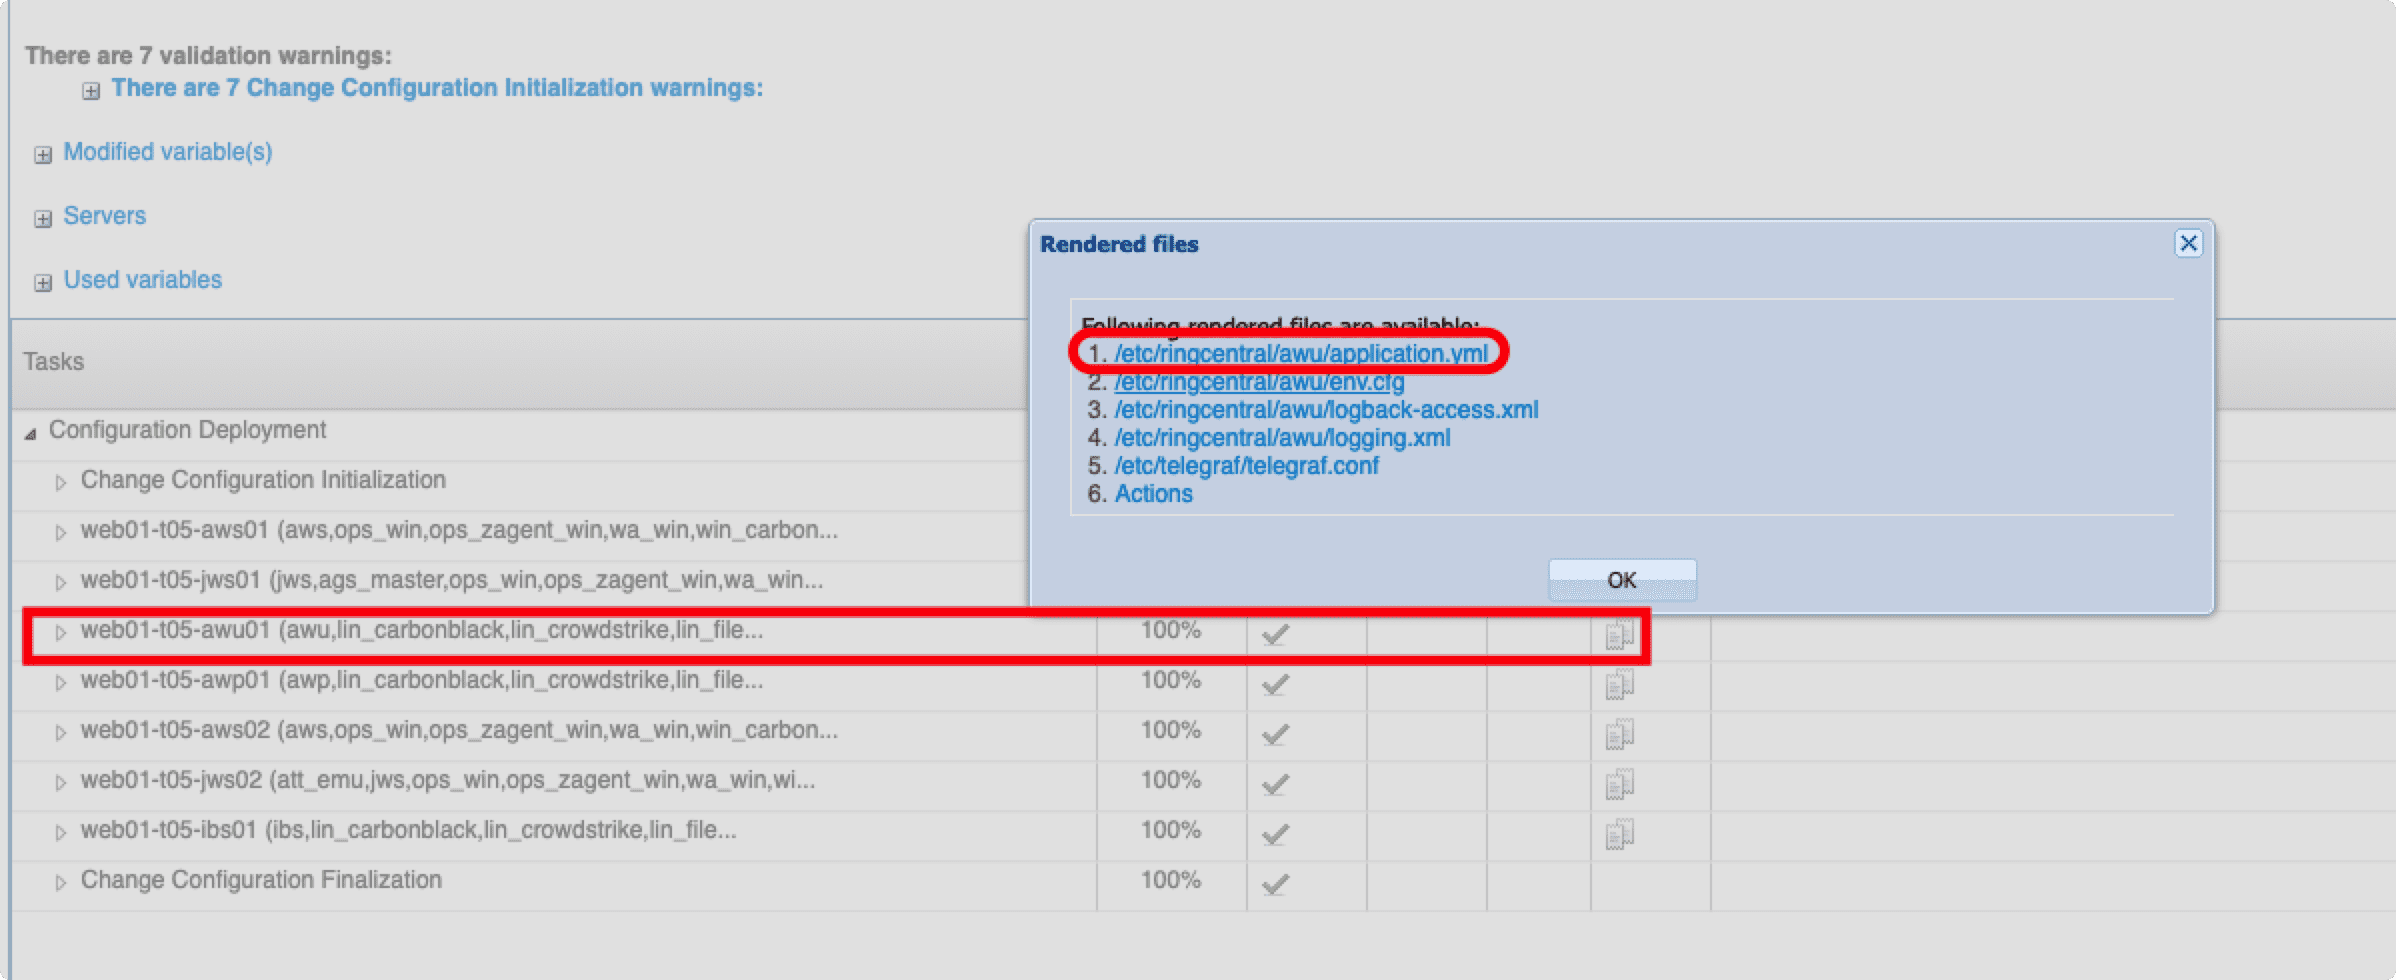 There are 7 validation warnings:
There are 7 Change Configuration Initialization warnings:
Modified variable(s)
Servers
Used variables
Rendered files
Following rendered files are available:
1. /etc/ringcentral/awu/application.yml
2. /etc/ringcentral/awu/env.cfg
3. /etc/ringcentral/awu/logback-access.xml
4. /etc/ringcentral/awu/logging.xml
5. /etc/telegraf/telegraf.conf
6. Actions
OK
Tasks
Configuration Deployment
Change Configuration Initialization
web01-t05-aws01 (aws,ops_win,ops_zagent_win,wa_win,win_carbon...
web01-t05-jws01 (jws,ags_master,ops_win,ops_zagent_win,wa_win...
web01-t05-awu01 (awu,lin_carbonblack,lin_crowdstrike,lin_file... 100%
web01-t05-awp01 (awp,lin_carbonblack,lin_crowdstrike,lin_file... 100%
web01-t05-aws02 (aws,ops_win,ops_zagent_win,wa_win,win_carbon... 100%
web01-t05-jws02 (att_emu,jws,ops_win,ops_zagent_win,wa_win,wi... 100%
web01-t05-ibs01 (ibs,lin_carbonblack,lin_crowdstrike,lin_file... 100%
Change Configuration Finalization 100%